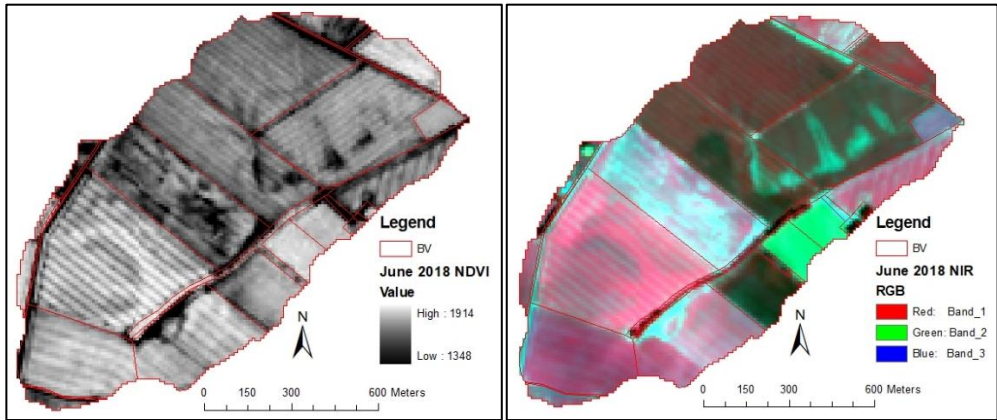 Legend
BV
June 2018 NDVI
Value
High : 1914
Low : 1348
N
0 150 300 600 Meters
Legend
BV
June 2018 NIR
RGB
Red: Band_1
Green: Band_2
Blue: Band_3
N
0 150 300 600 Meters